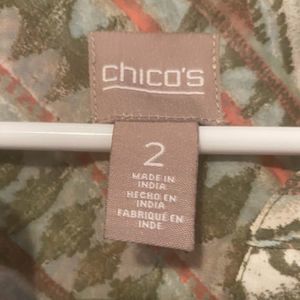 chico's
2
MADE IN
INDIA
HECHO EN
INDIA
FABRIQUÉ EN
INDE